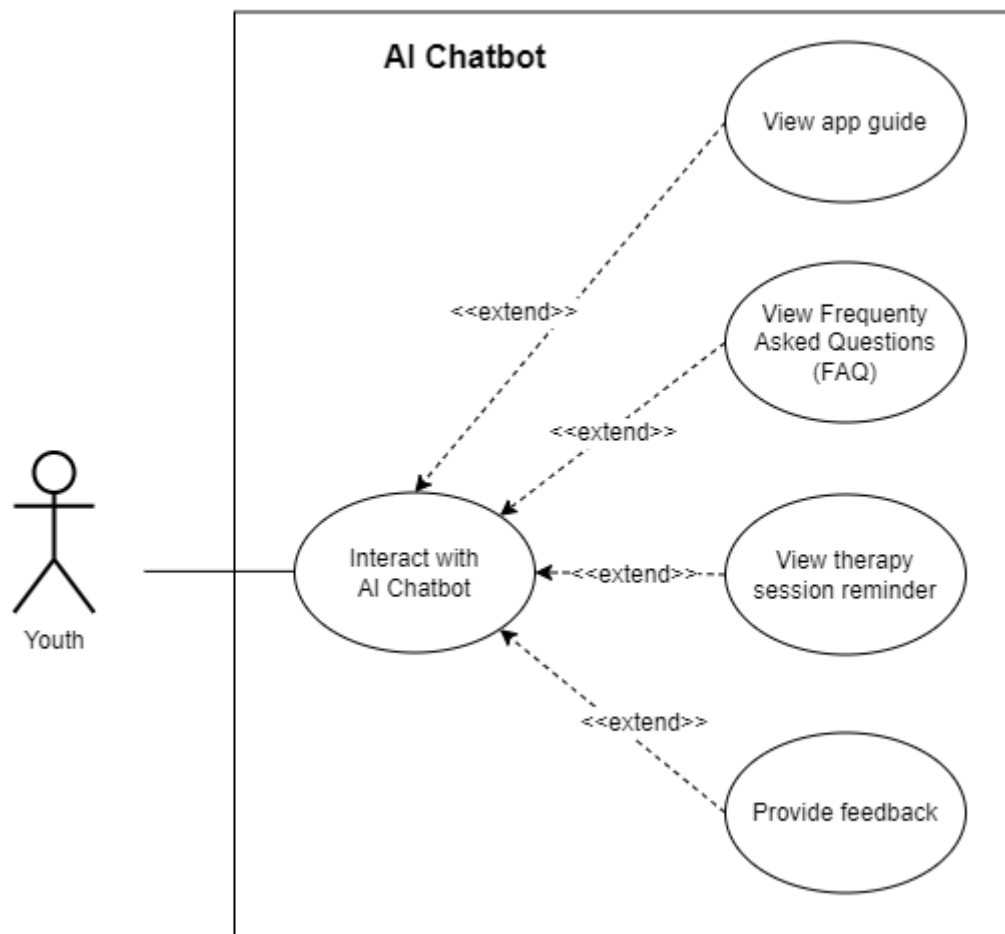 AI Chatbot
View app guide
<<extend>>
View Frequenty
Asked Questions
(FAQ)
<<extend>>
Interact with
AI Chatbot
<<extend>>
View therapy
session reminder
Youth
<<extend>>
Provide feedback